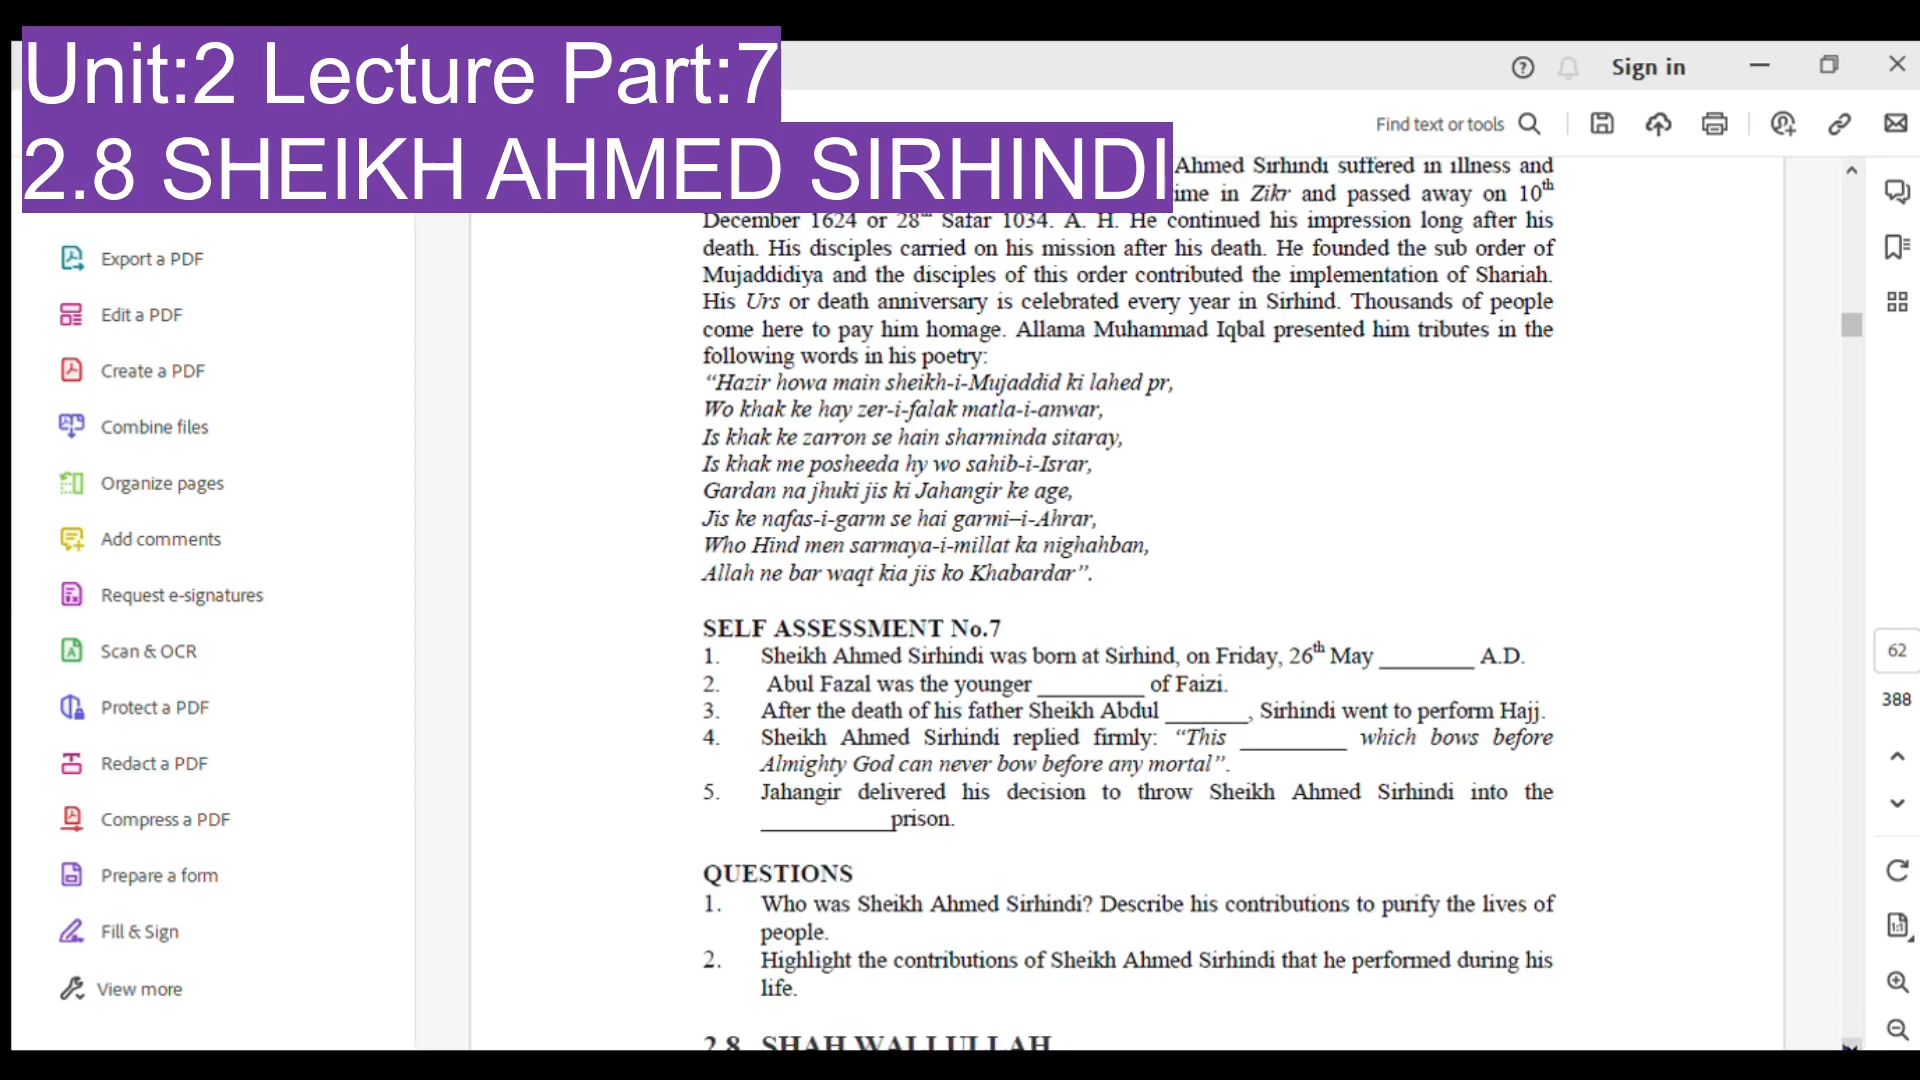 Unit:2 Lecture Part:7
2.8 SHEIKH AHMED SIRHINDI
Sign in
Find text or tools
Export a PDF
Edit a PDF
Create a PDF
Combine files
Organize pages
Add comments
Request e-signatures
Scan & OCR
Protect a PDF
Redact a PDF
Compress a PDF
Prepare a form
Fill & Sign
View more
Ahmed Sirhindi suffered in illness and
in Zikr and passed away on 10th
December 1624 or 28th Safar 1034. A. H. He continued his impression long after his
death. His disciples carried on his mission after his death. He founded the sub order of
Mujaddidiya and the disciples of this order contributed the implementation of Shariah.
His Urs or death anniversary is celebrated every year in Sirhind. Thousands of people
come here to pay him homage. Allama Muhammad Iqbal presented him tributes in the
following words in his poetry:
“Hazir howa main sheikh-i-Mujaddid ki lahed pr,
Wo khak ke hay zer-i-falak matla-i-anwar,
Is khak ke zarron se hain sharminda sitaray,
Is khak me posheeda hy wo sahib-i-Israr,
Gardan na jhuki jis ki Jahangir ke age,
Jis ke nafas-i-garm se hai garmi–i-Ahrar,
Who Hind men sarmaya-i-millat ka nighahban,
Allah ne bar waqt kia jis ko Khabardar”.
SELF ASSESSMENT No.7
1. Sheikh Ahmed Sirhindi was born at Sirhind, on Friday, 26th May ________ A.D.
2. Abul Fazal was the younger _________ of Faizi.
3. After the death of his father Sheikh Abdul _______, Sirhindi went to perform Hajj.
4. Sheikh Ahmed Sirhindi replied firmly: “This _________ which bows before
Almighty God can never bow before any mortal”.
5. Jahangir delivered his decision to throw Sheikh Ahmed Sirhindi into the
___________prison.
QUESTIONS
1. Who was Sheikh Ahmed Sirhindi? Describe his contributions to purify the lives of
people.
2. Highlight the contributions of Sheikh Ahmed Sirhindi that he performed during his
life.
2.8 SHAH WALLULLAH
62
388